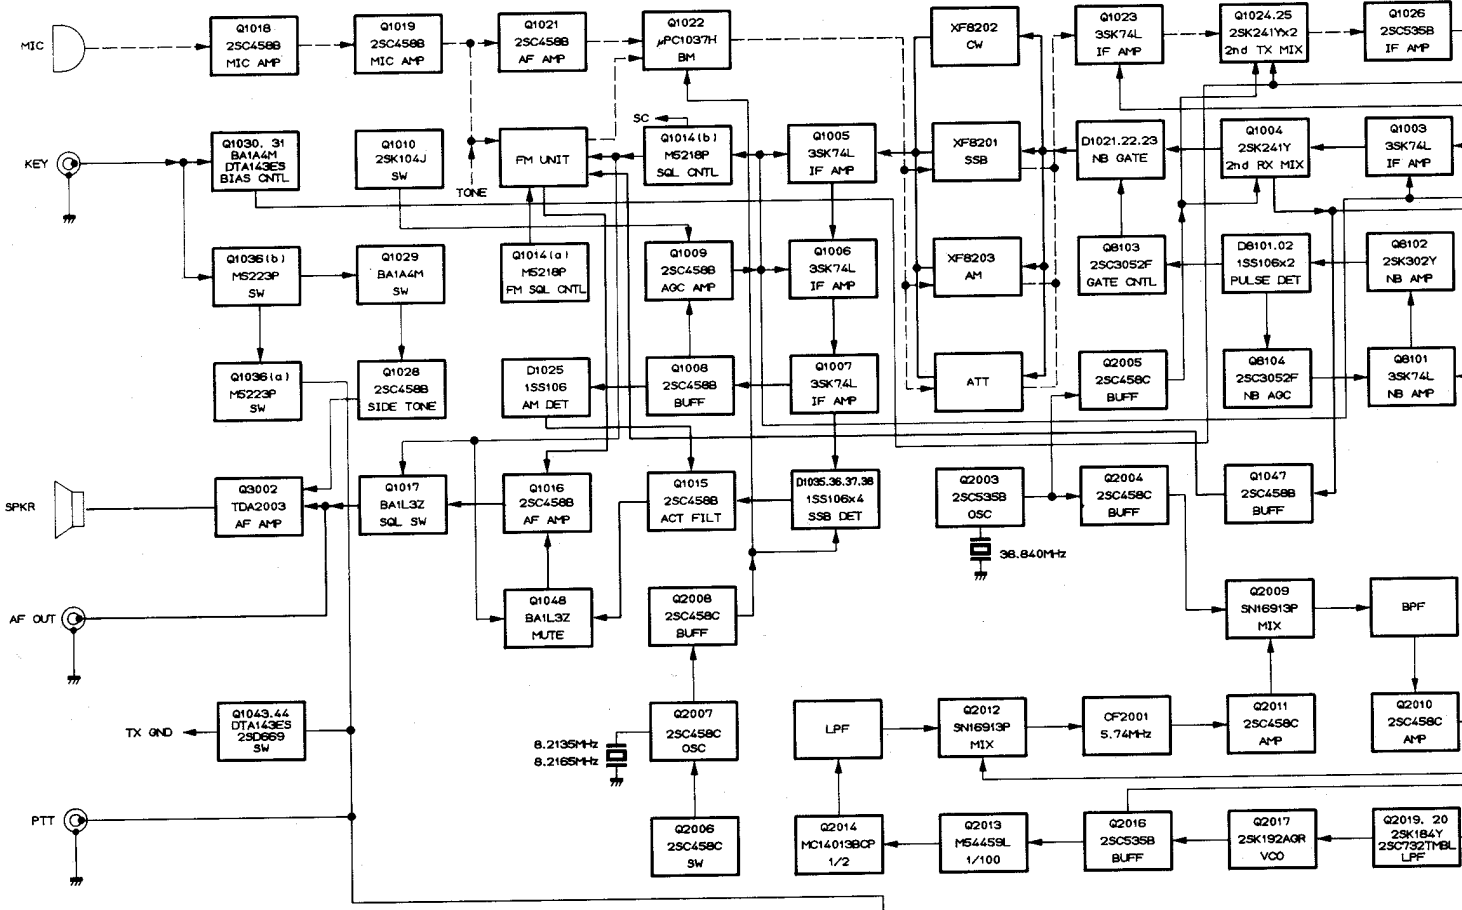 MIC
Q1018
2SC458B
MIC AMP
Q1019
2SC458B
MIC AMP
Q1021
2SC458B
AF AMP
Q1022
μPC1037H
BM
XF8202
CW
Q1023
3SK74L
IF AMP
Q1024.25
2SK241Yx2
2nd TX MIX
Q1026
2SC535B
IF AMP
KEY
Q1030. 31
BA1A4M
DTA143ES
BIAS CNTL
Q1010
2SK104J
SW
TONE
FM UNIT
SC
Q1014(b)
M5218P
SQL CNTL
Q1005
3SK74L
IF AMP
XF8201
SSB
D1021.22.23
NB GATE
Q1004
2SK241Y
2nd RX MIX
Q1003
3SK74L
IF AMP
Q1036(b)
M5223P
SW
Q1029
BA1A4M
SW
Q1014(a)
M5218P
FM SQL CNTL
Q1009
2SC458B
AGC AMP
Q1006
3SK74L
IF AMP
XF8203
AM
Q8103
2SC3052F
GATE CNTL
D8101.02
1SS106x2
PULSE DET
Q8102
2SK302Y
NB AMP
Q1036(a)
M5223P
SW
Q1028
2SC458B
SIDE TONE
D1025
1SS106
AM DET
Q1008
2SC458B
BUFF
Q1007
3SK74L
IF AMP
ATT
Q2005
2SC458C
BUFF
Q8104
2SC3052F
NB AGC
Q8101
3SK74L
NB AMP
SPKR
Q3002
TDA2003
AF AMP
Q1017
BA1L3Z
SQL SW
Q1016
2SC458B
AF AMP
Q1015
2SC458B
ACT FILT
D1035.36.37.38
1SS106x4
SSB DET
Q2003
2SC535B
OSC
38.840MHz
Q2004
2SC458C
BUFF
Q1047
2SC458B
BUFF
AF OUT
Q1048
BA1L3Z
MUTE
Q2008
2SC458C
BUFF
Q2009
SN16913P
MIX
BPF
TX GND
Q1043.44
DTA143ES
2SD669
SW
8.2135MHz
8.2165MHz
Q2007
2SC458C
OSC
LPF
Q2012
SN16913P
MIX
CF2001
5.74MHz
Q2011
2SC458C
AMP
Q2010
2SC458C
AMP
PTT
Q2006
2SC458C
SW
Q2014
MC14013BCP
1/2
Q2013
M54459L
1/100
Q2016
2SC535B
BUFF
Q2017
2SK192AGR
VCO
Q2019. 20
2SK184Y
2SC732TMBL
LPF